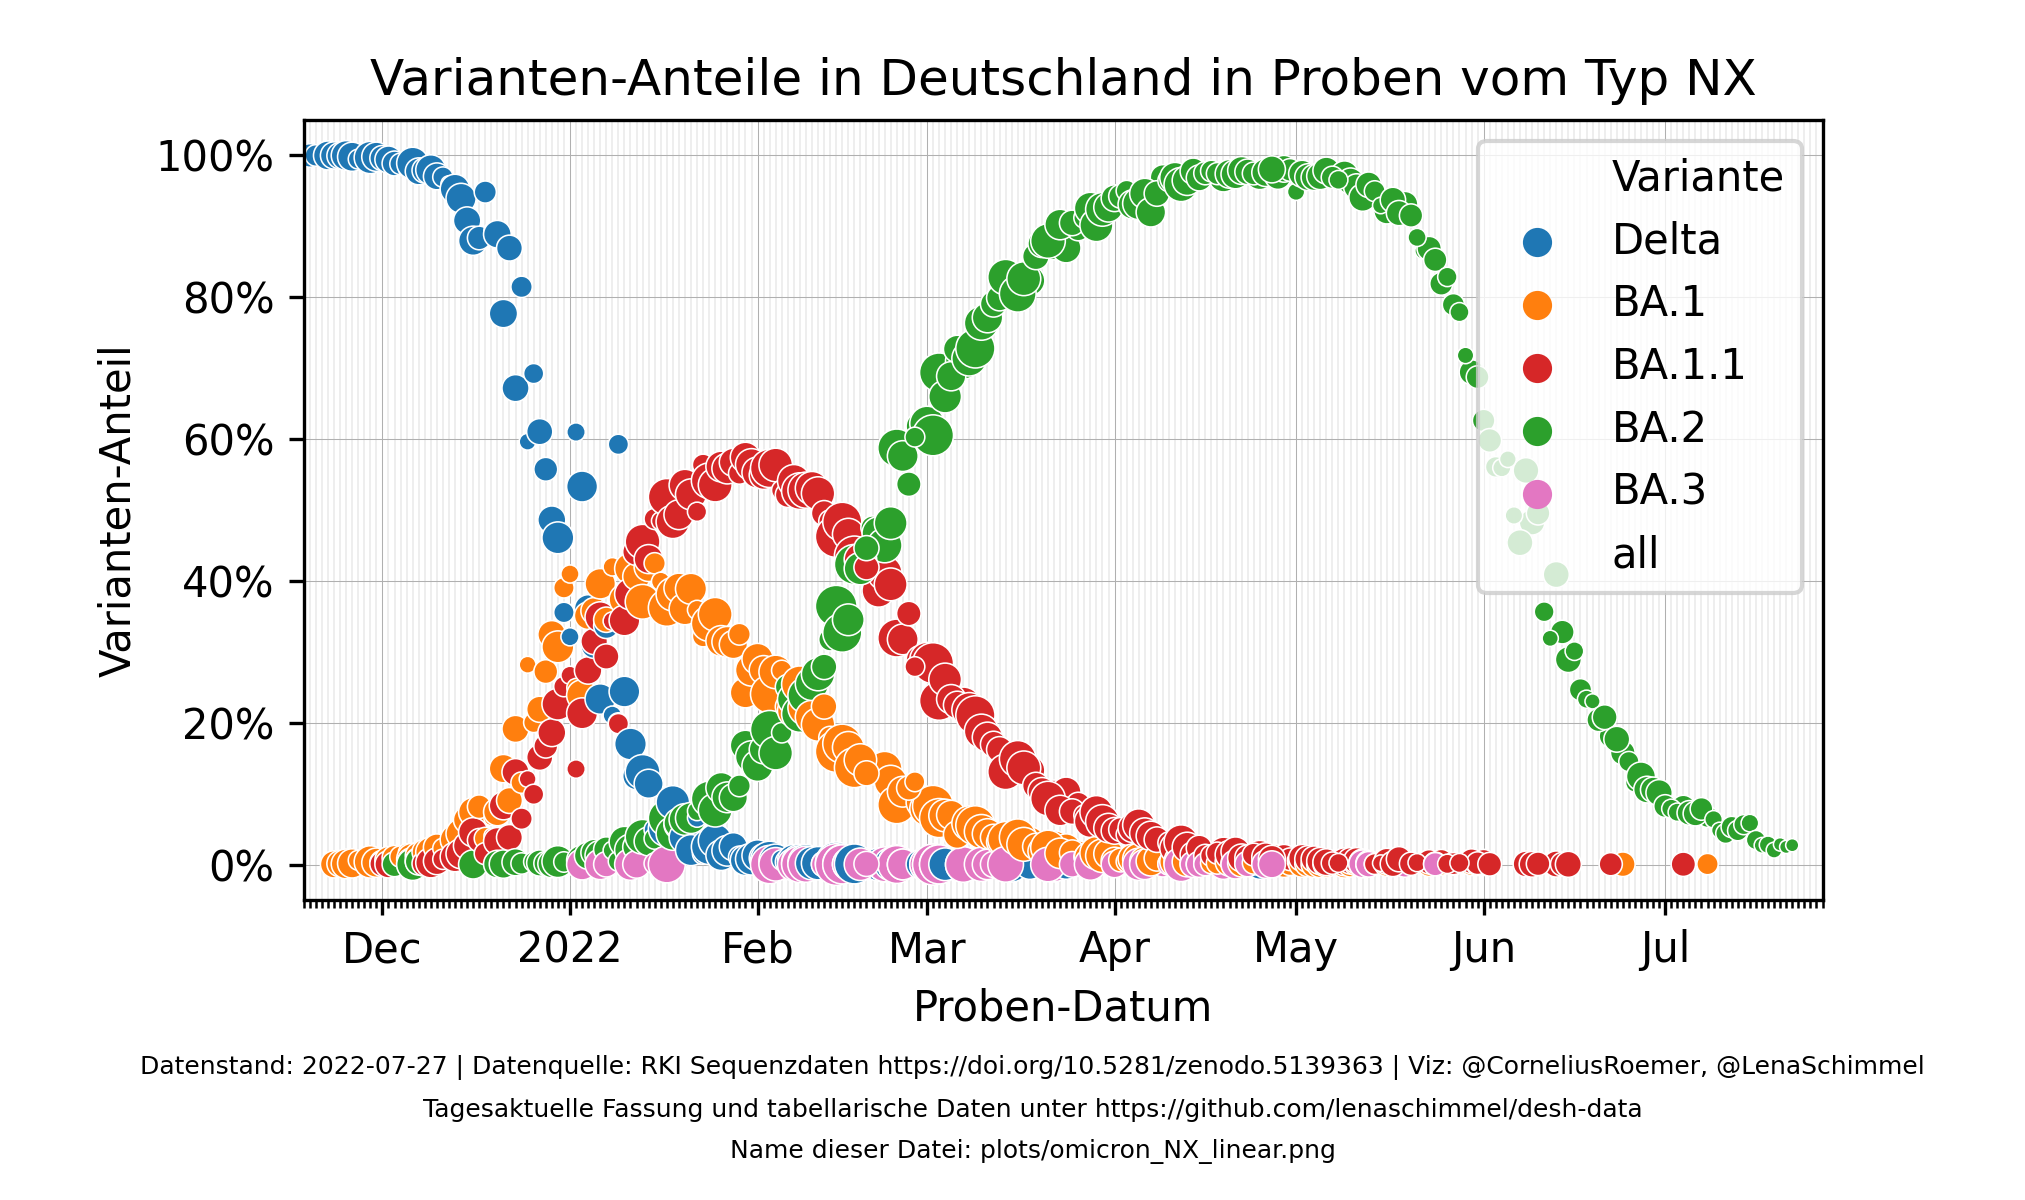 Varianten-Anteile in Deutschland in Proben vom Typ NX
Varianten-Anteil
100%
80%
60%
40%
20%
0%
Variante
Delta
BA.1
BA.1.1
BA.2
BA.3
all
Dec 2022 Feb Mar Apr May Jun Jul
Proben-Datum
Datenstand: 2022-07-27 | Datenquelle: RKI Sequenzdaten https://doi.org/10.5281/zenodo.5139363 | Viz: @CorneliusRoemer, @LenaSchimmel
Tagesaktuelle Fassung und tabellarische Daten unter https://github.com/lenaschimmel/desh-data
Name dieser Datei: plots/omicron_NX_linear.png